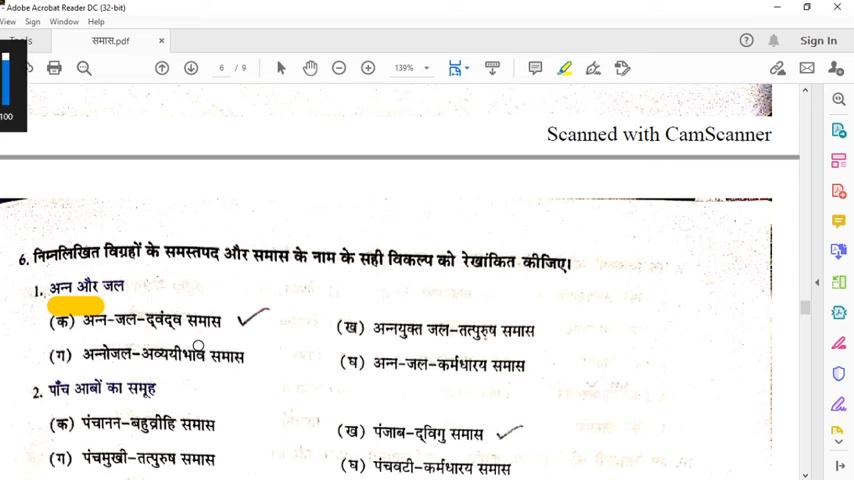 Adobe Acrobat Reader DC (32-bit)
View Sign Window Help
Tools समास.pdf × Sign In
6 / 9 139%
100
Scanned with CamScanner
6. निम्नलिखित विग्रहों के समस्तपद और समास के नाम के सही विकल्प को रेखांकित कीजिए।
1. अन्न और जल
(क) अन्न-जल-द्वंद्व समास (ख) अन्नयुक्त जल-तत्पुरुष समास
(ग) अन्नोजल-अव्ययीभाव समास (घ) अन्न-जल-कर्मधारय समास
2. पाँच आबों का समूह
(क) पंचानन-बहुव्रीहि समास (ख) पंजाब-द्विगु समास
(ग) पंचमुखी-तत्पुरुष समास (घ) पंचवटी-कर्मधारय समास